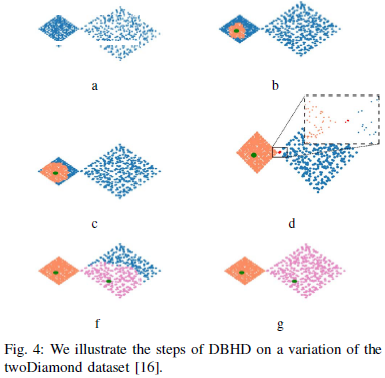 a
b
c
d
f
g
Fig. 4: We illustrate the steps of DBHD on a variation of the
twoDiamond dataset [16].